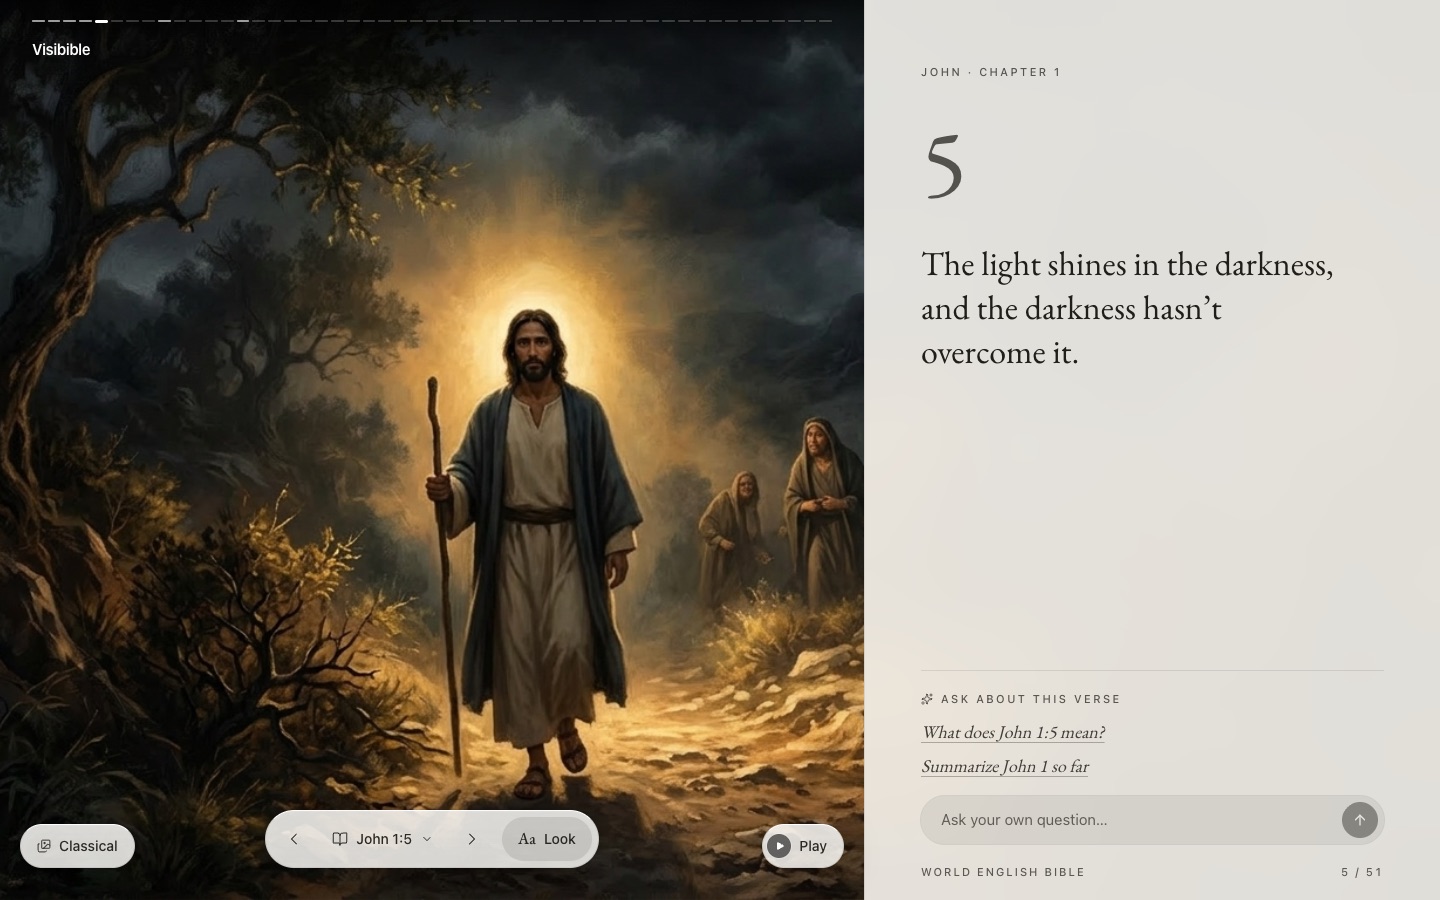 Visibible
JOHN · CHAPTER 1
5
The light shines in the darkness,
and the darkness hasn’t
overcome it.
ASK ABOUT THIS VERSE
What does John 1:5 mean?
Summarize John 1 so far
Ask your own question...
WORLD ENGLISH BIBLE
5 / 51
Classical
John 1:5
Aa Look
Play